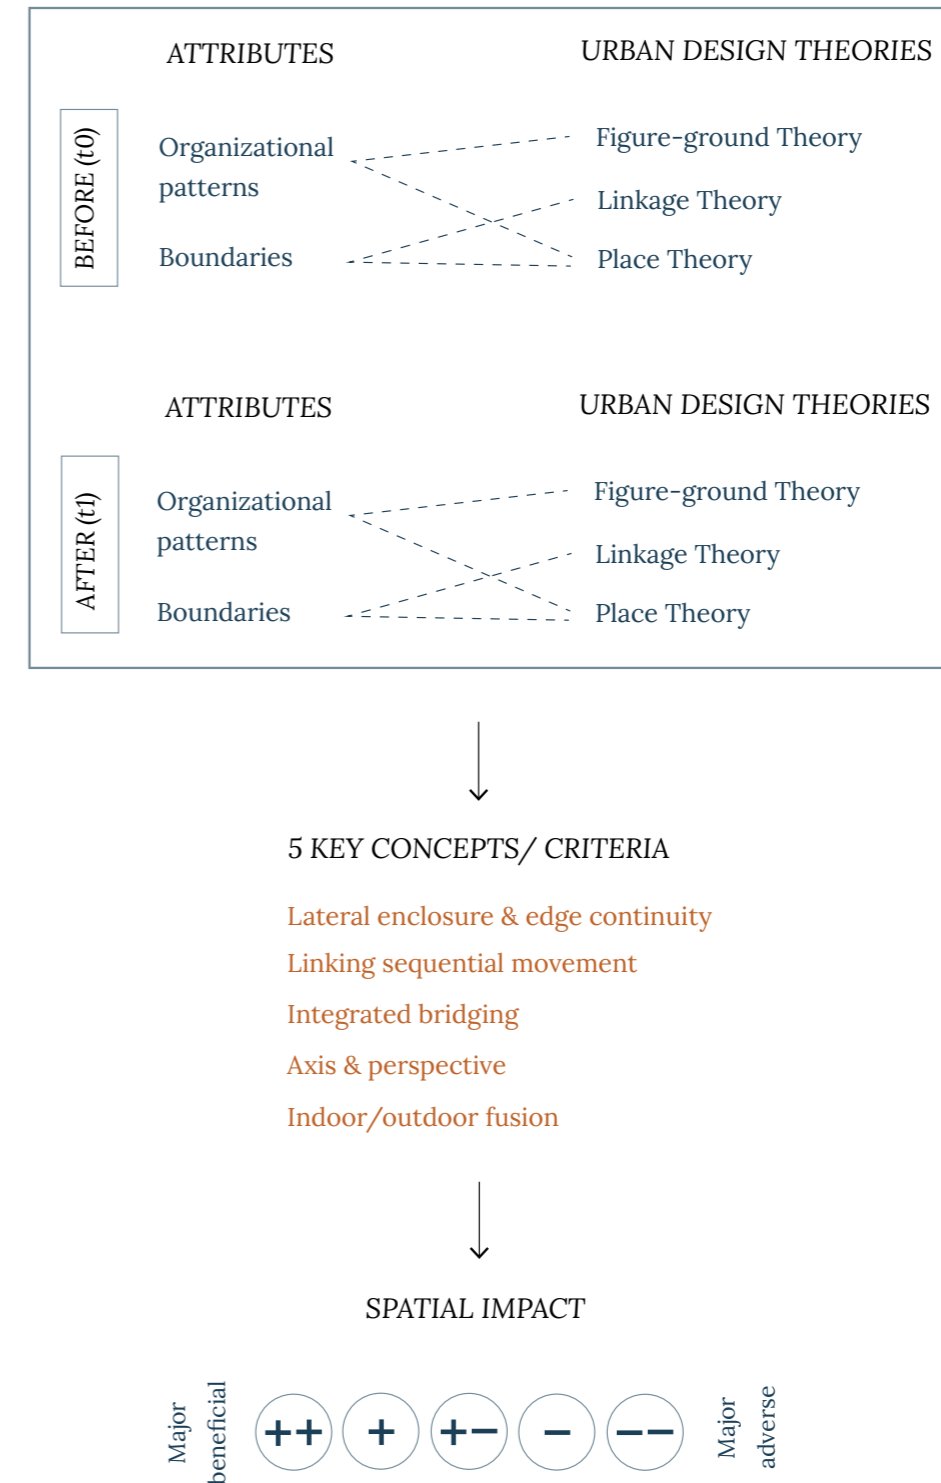 ATTRIBUTES
URBAN DESIGN THEORIES
BEFORE (t0)
Organizational
patterns
Boundaries
Figure-ground Theory
Linkage Theory
Place Theory
ATTRIBUTES
URBAN DESIGN THEORIES
AFTER (t1)
Organizational
patterns
Boundaries
Figure-ground Theory
Linkage Theory
Place Theory
5 KEY CONCEPTS/ CRITERIA
Lateral enclosure & edge continuity
Linking sequential movement
Integrated bridging
Axis & perspective
Indoor/outdoor fusion
SPATIAL IMPACT
Major
beneficial
++
+
+−
−
−−
Major
adverse